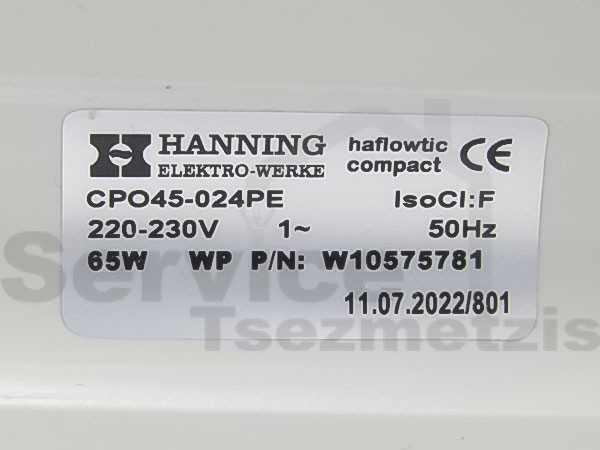 HANNING
ELEKTRO-WERKE
haflowtic
compact
CE
CPO45-024PE IsoCl:F
220-230V 1~ 50Hz
65W WP P/N: W10575781
11.07.2022/801
Service
Tsezmetzis